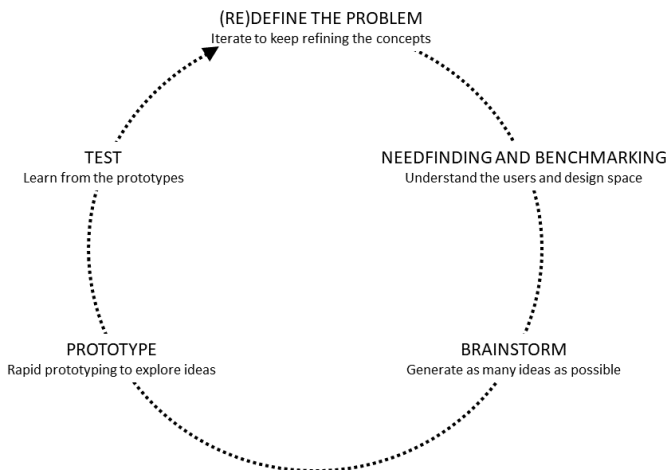 (RE)DEFINE THE PROBLEM
Iterate to keep refining the concepts
TEST
Learn from the prototypes
NEEDFINDING AND BENCHMARKING
Understand the users and design space
PROTOTYPE
Rapid prototyping to explore ideas
BRAINSTORM
Generate as many ideas as possible